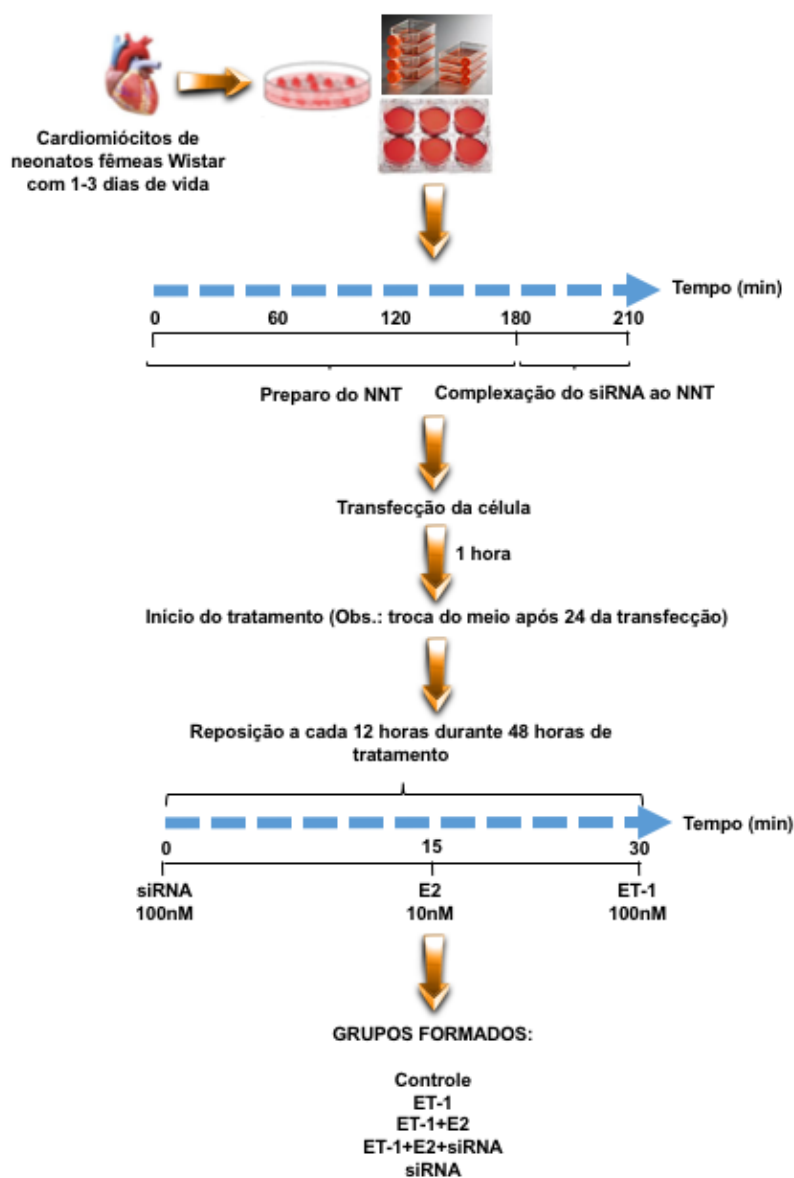 Cardiomiócitos de
neonatos fêmeas Wistar
com 1-3 dias de vida
Tempo (min)
0 60 120 180 210
Preparo do NNT
Complexação do siRNA ao NNT
Transfecção da célula
1 hora
Início do tratamento (Obs.: troca do meio após 24 da transfecção)
Reposição a cada 12 horas durante 48 horas de
tratamento
Tempo (min)
0 15 30
siRNA E2 ET-1
100nM 10nM 100nM
GRUPOS FORMADOS:
Controle
ET-1
ET-1+E2
ET-1+E2+siRNA
siRNA